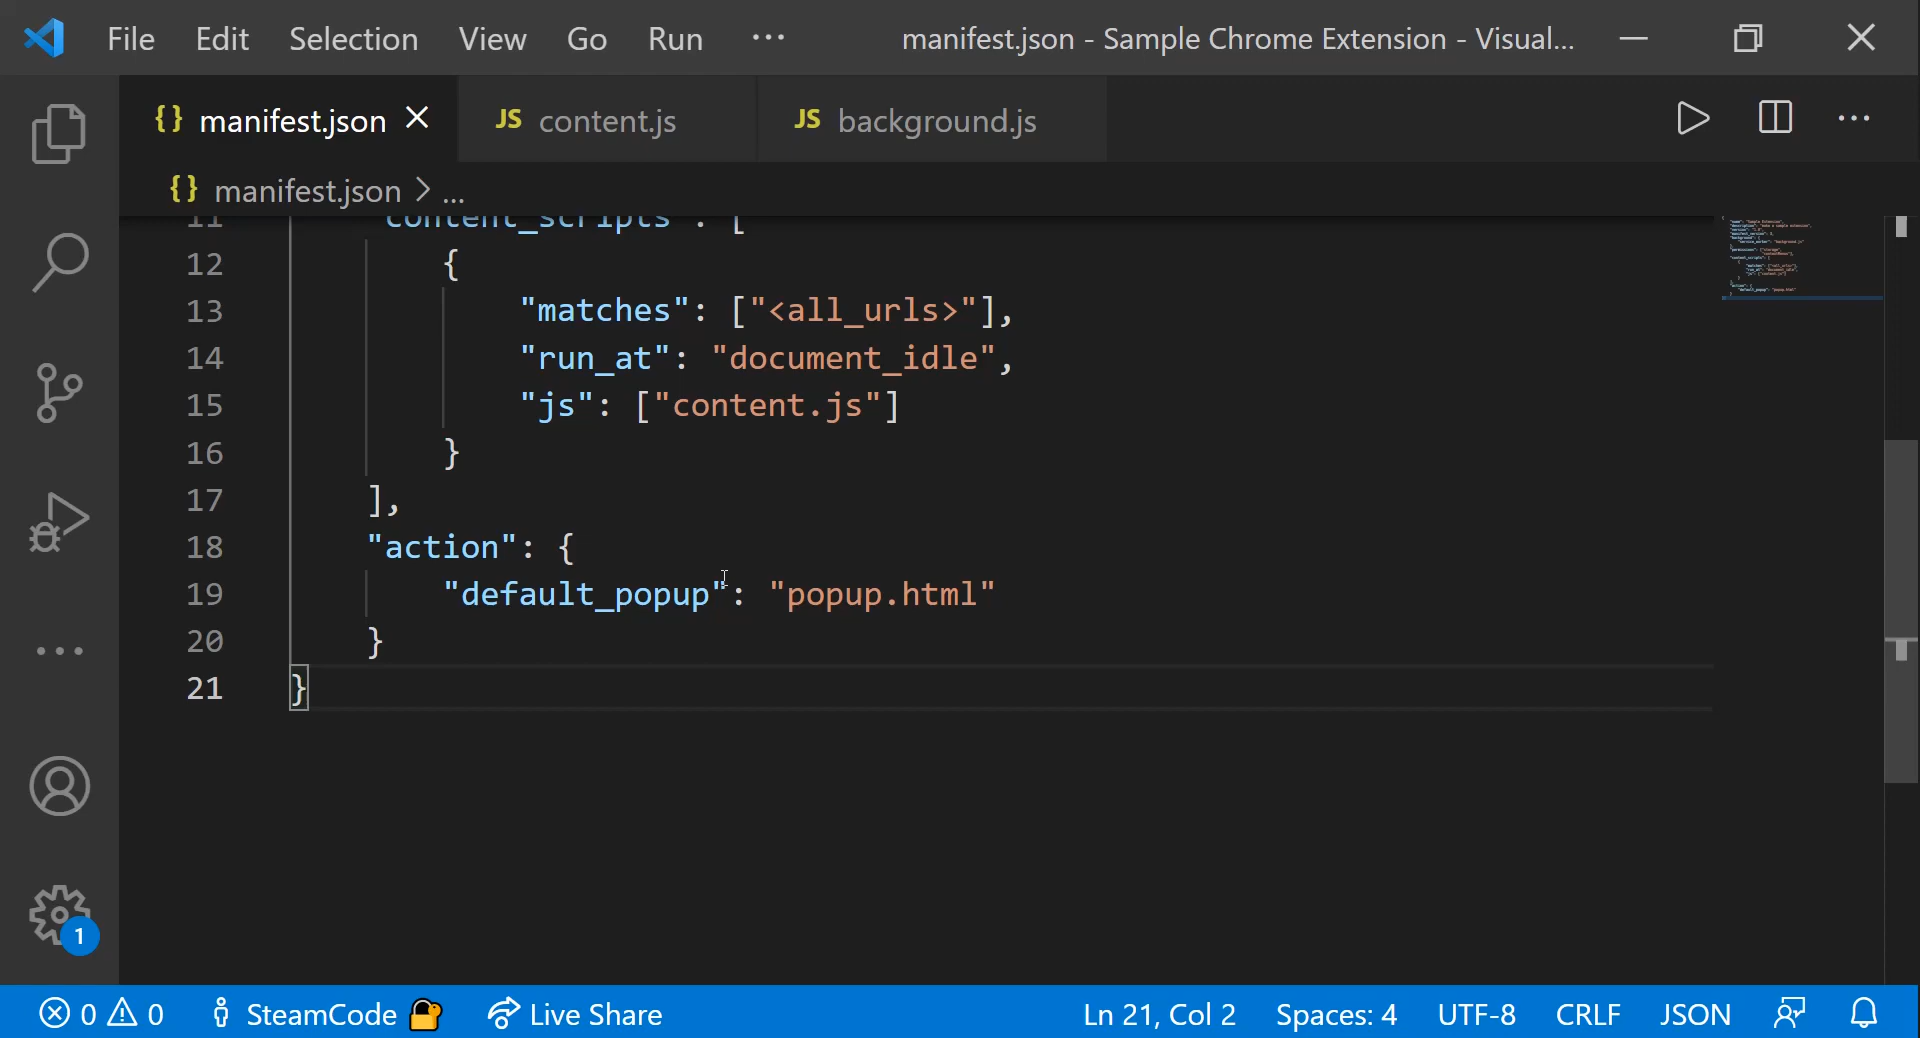 File Edit Selection View Go Run ··· manifest.json - Sample Chrome Extension - Visual...
{} manifest.json JS content.js JS background.js
{} manifest.json > ...
11 "content_scripts": [
12 {
13 "matches": ["<all_urls>"],
14 "run_at": "document_idle",
15 "js": ["content.js"]
16 }
17 ],
18 "action": {
19 "default_popup": "popup.html"
20 }
21 }
1
0 0 SteamCode Live Share Ln 21, Col 2 Spaces: 4 UTF-8 CRLF JSON